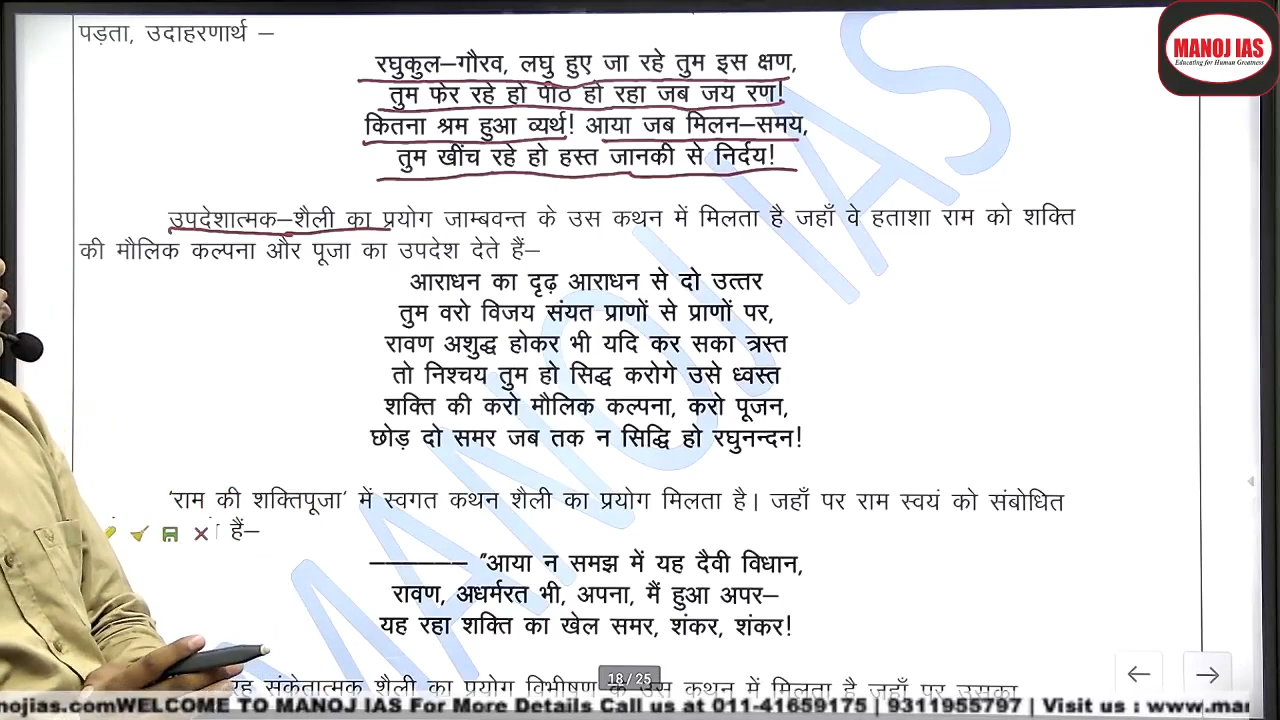 पड़ता, उदाहरणार्थ –
रघुकुल–गौरव, लघु हुए जा रहे तुम इस क्षण,
तुम फेर रहे हो पीठ हो रहा जब जय रण!
कितना श्रम हुआ व्यर्थ! आया जब मिलन–समय,
तुम खींच रहे हो हस्त जानकी से निर्दय!
उपदेशात्मक–शैली का प्रयोग जाम्बवन्त के उस कथन में मिलता है जहाँ वे हताशा राम को शक्ति
की मौलिक कल्पना और पूजा का उपदेश देते हैं–
आराधन का दृढ़ आराधन से दो उत्तर
तुम वरो विजय संयत प्राणों से प्राणों पर,
रावण अशुद्ध होकर भी यदि कर सका त्रस्त
तो निश्चय तुम हो सिद्ध करोगे उसे ध्वस्त
शक्ति की करो मौलिक कल्पना, करो पूजन,
छोड़ दो समर जब तक न सिद्धि हो रघुनन्दन!
'राम की शक्तिपूजा' में स्वगत कथन शैली का प्रयोग मिलता है। जहाँ पर राम स्वयं को संबोधित
हैं–
—————— "आया न समझ में यह दैवी विधान,
रावण, अधर्मरत भी, अपना, मैं हुआ अपर–
यह रहा शक्ति का खेल समर, शंकर, शंकर!
संकेतात्मक शैली का प्रयोग विभीषण के उस कथन में मिलता है जहाँ पर उसका
18 / 25
MANOJ IAS
Educating for Human Greatness
MANOJ IAS
nojias.comWELCOME TO MANOJ IAS For More Details Call us at 011-41659175 | 9311955797 | Visit us : www.ma